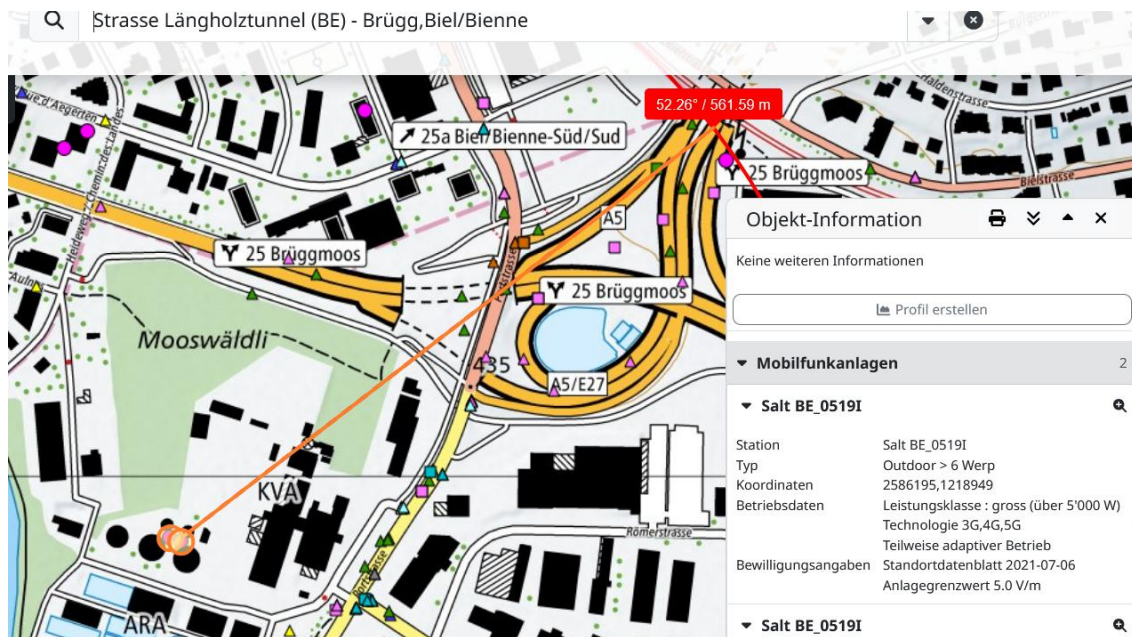 Strasse Längholztunnel (BE) - Brügg,Biel/Bienne
52.26° / 561.59 m
25a Biel/Bienne-Süd/Sud
25 Brüggmoos
Bielstrasse
A5
25 Brüggmoos
25 Brüggmoos
Mooswäldli
435
A5/E27
KVA
Römerstrasse
ARA
Objekt-Information
Keine weiteren Informationen
Profil erstellen
Mobilfunkanlagen 2
Salt BE_0519I
Station Salt BE_0519I
Typ Outdoor > 6 Werp
Koordinaten 2586195,1218949
Betriebsdaten Leistungsklasse : gross (über 5'000 W)
Technologie 3G,4G,5G
Teilweise adaptiver Betrieb
Bewilligungsangaben Standortdatenblatt 2021-07-06
Anlagegrenzwert 5.0 V/m
Salt BE_0519I